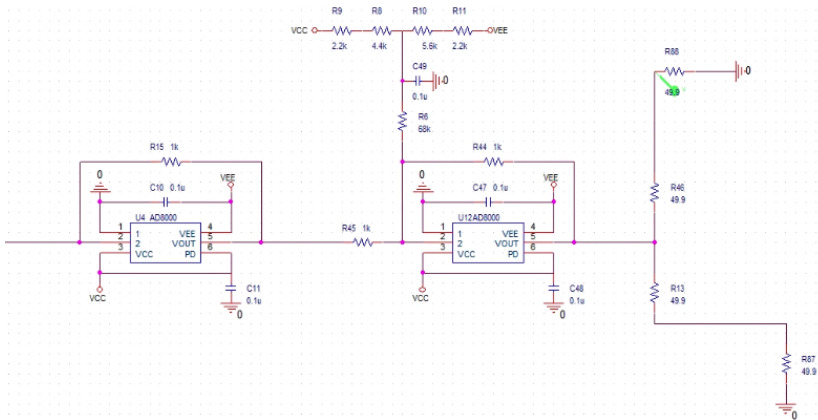 R9 R8 R10 R11
VCC VEE
2.2k 4.4k 5.6k 2.2k
R88
C49 0
0
0.1u
49.9
R6
68k
R15 1k
R44 1k
0 VEE
C10 0.1u
0 VEE
C47 0.1u
R46
49.9
U4 AD8000
U12AD8000
1 1 VEE 4
2 2 VOUT 5
3 VCC PD 6
R45 1k
1 1 VEE 4
2 2 VOUT 5
3 VCC PD 6
VCC
C11
0.1u
0
VCC
C48
0.1u
0
R13
49.9
R87
49.9
0